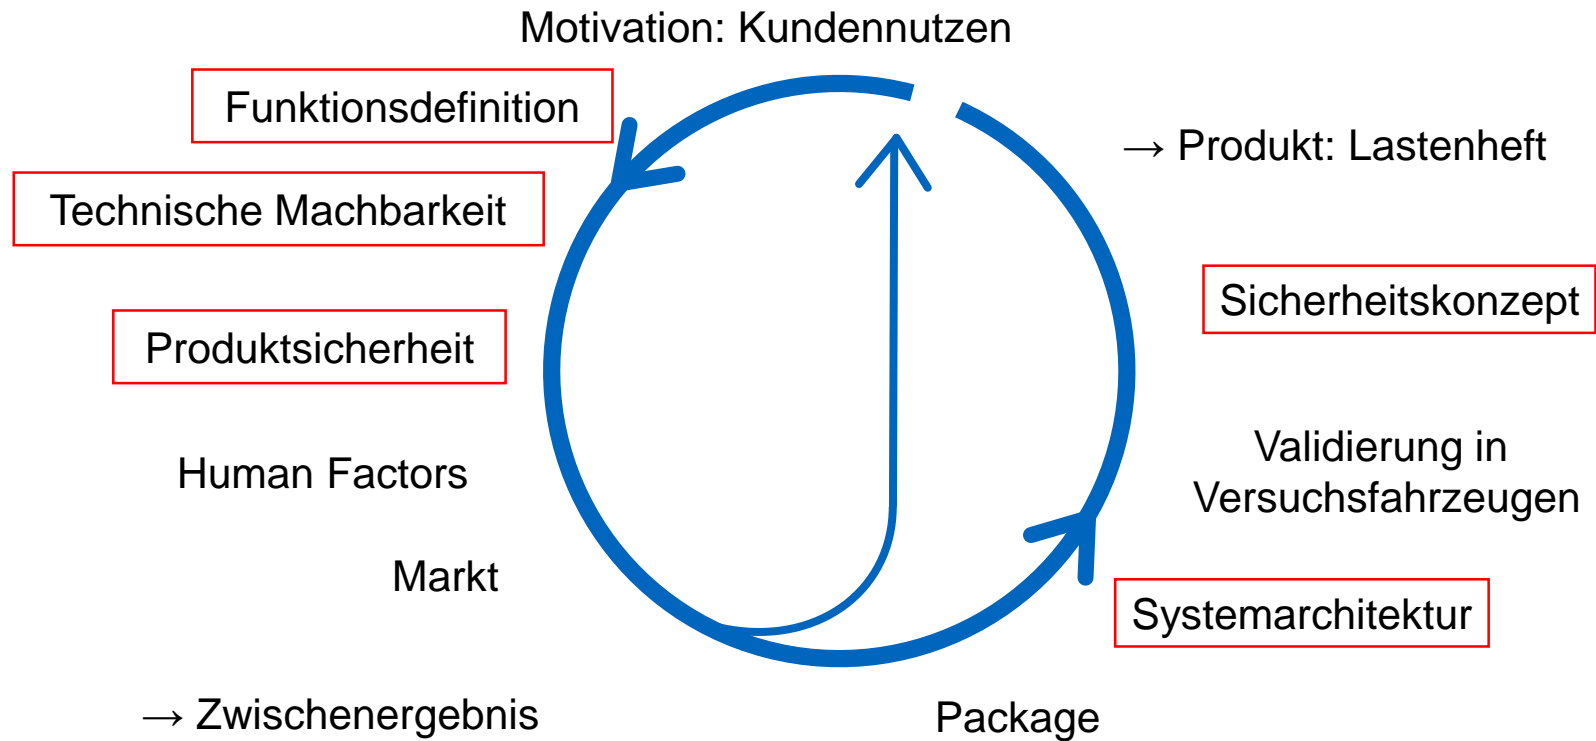 Motivation: Kundennutzen
Funktionsdefinition
Technische Machbarkeit
Produktsicherheit
Human Factors
Markt
→ Zwischenergebnis
Package
Systemarchitektur
Validierung in
Versuchsfahrzeugen
Sicherheitskonzept
→ Produkt: Lastenheft